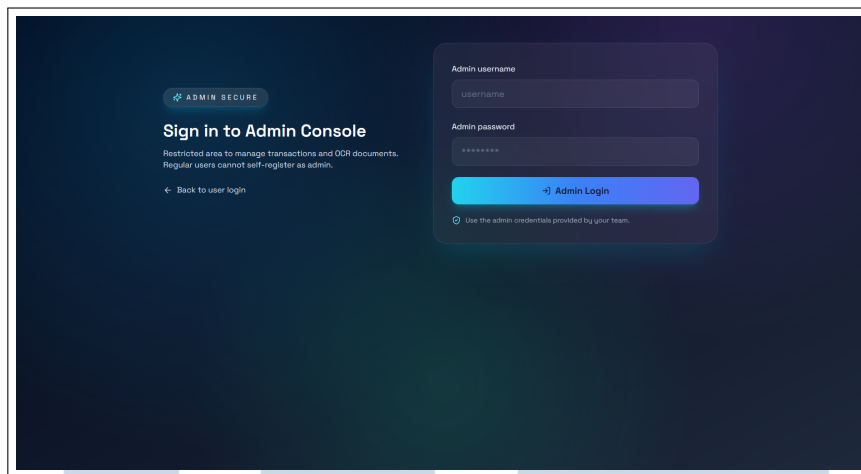 ADMIN SECURE
Sign in to Admin Console
Restricted area to manage transactions and OCR documents.
Regular users cannot self-register as admin.
Back to user login
Admin username
username
Admin password
********
Admin Login
Use the admin credentials provided by your team.